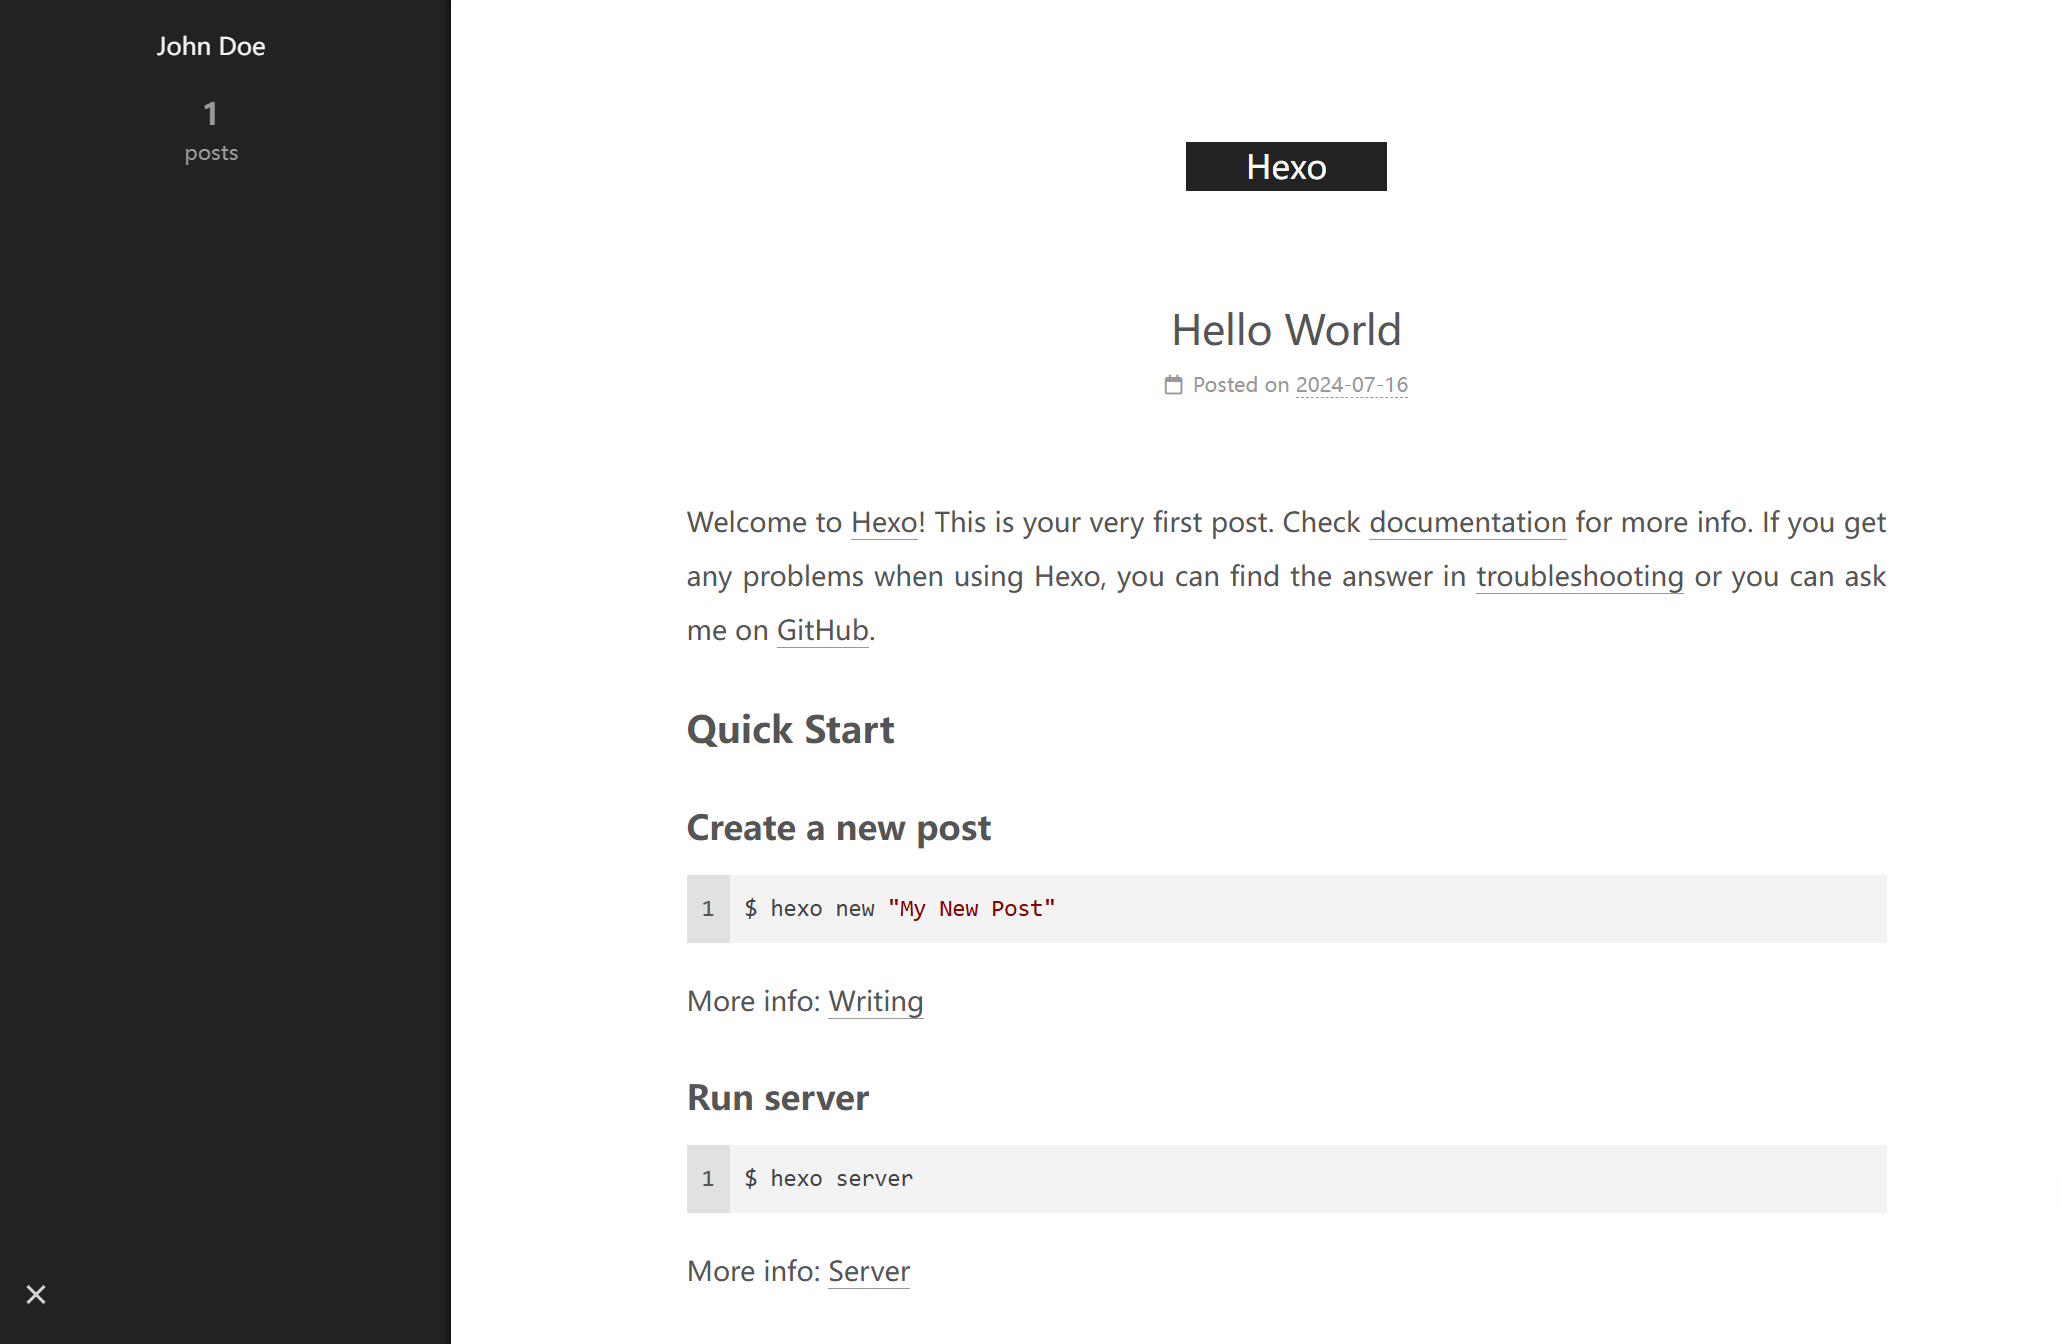 John Doe
1
posts
Hexo
Hello World
Posted on 2024-07-16
Welcome to Hexo! This is your very first post. Check documentation for more info. If you get
any problems when using Hexo, you can find the answer in troubleshooting or you can ask
me on GitHub.
Quick Start
Create a new post
1 $ hexo new "My New Post"
More info: Writing
Run server
1 $ hexo server
More info: Server